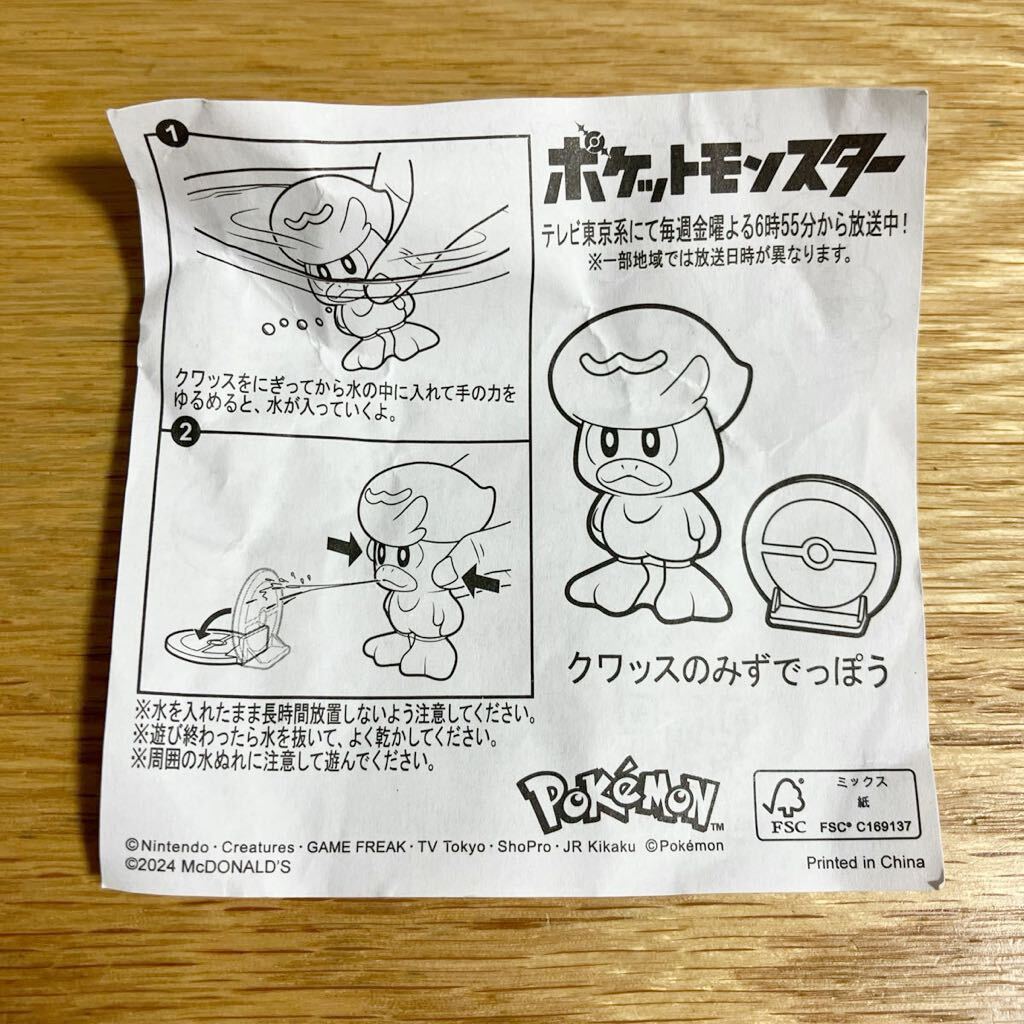 1
クワッスをにぎってから水の中に入れて手の力を
ゆるめると、水が入っていくよ。
2
※水を入れたまま長時間放置しないよう注意してください。
※遊び終わったら水を抜いて、よく乾かしてください。
※周囲の水ぬれに注意して遊んでください。
ポケットモンスター
テレビ東京系にて毎週金曜よる6時55分から放送中!
※一部地域では放送日時が異なります。
クワッスのみずでっぽう
POKéMON™
FSC
ミックス
紙
FSC® C169137
©Nintendo・Creatures・GAME FREAK・TV Tokyo・ShoPro・JR Kikaku ©Pokémon
©2024 McDONALD'S
Printed in China